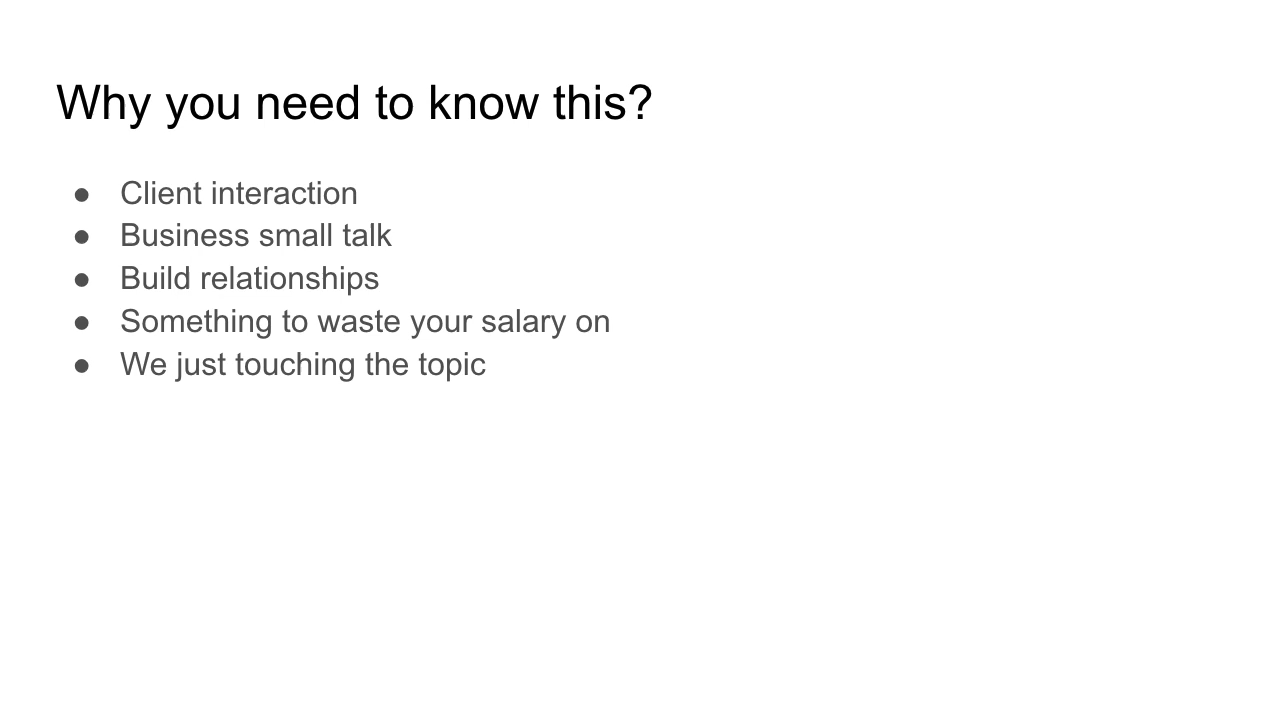 Why you need to know this?
● Client interaction
● Business small talk
● Build relationships
● Something to waste your salary on
● We just touching the topic